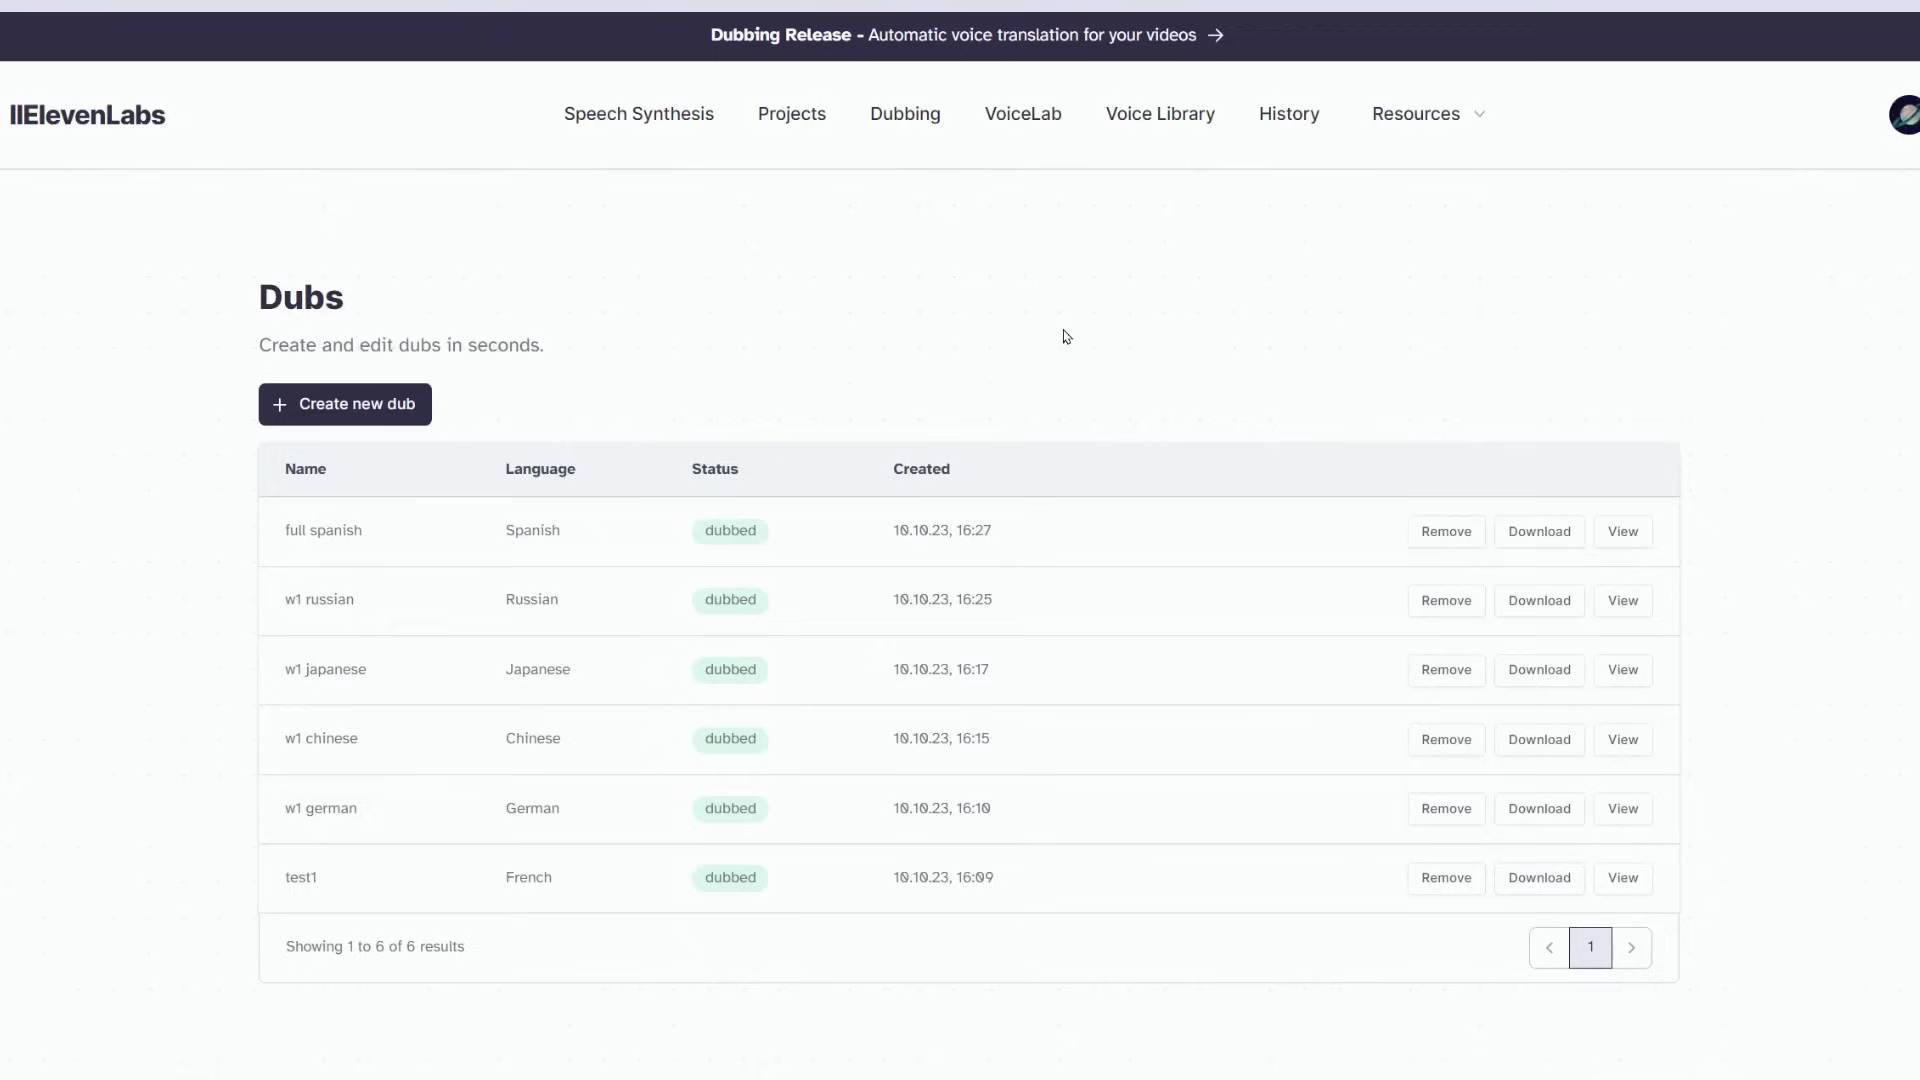 Dubbing Release - Automatic voice translation for your videos →
IIElevenLabs
Speech Synthesis Projects Dubbing VoiceLab Voice Library History Resources
Dubs
Create and edit dubs in seconds.
+ Create new dub
Name Language Status Created
full spanish Spanish dubbed 10.10.23, 16:27 Remove Download View
w1 russian Russian dubbed 10.10.23, 16:25 Remove Download View
w1 japanese Japanese dubbed 10.10.23, 16:17 Remove Download View
w1 chinese Chinese dubbed 10.10.23, 16:15 Remove Download View
w1 german German dubbed 10.10.23, 16:10 Remove Download View
test1 French dubbed 10.10.23, 16:09 Remove Download View
Showing 1 to 6 of 6 results < 1 >